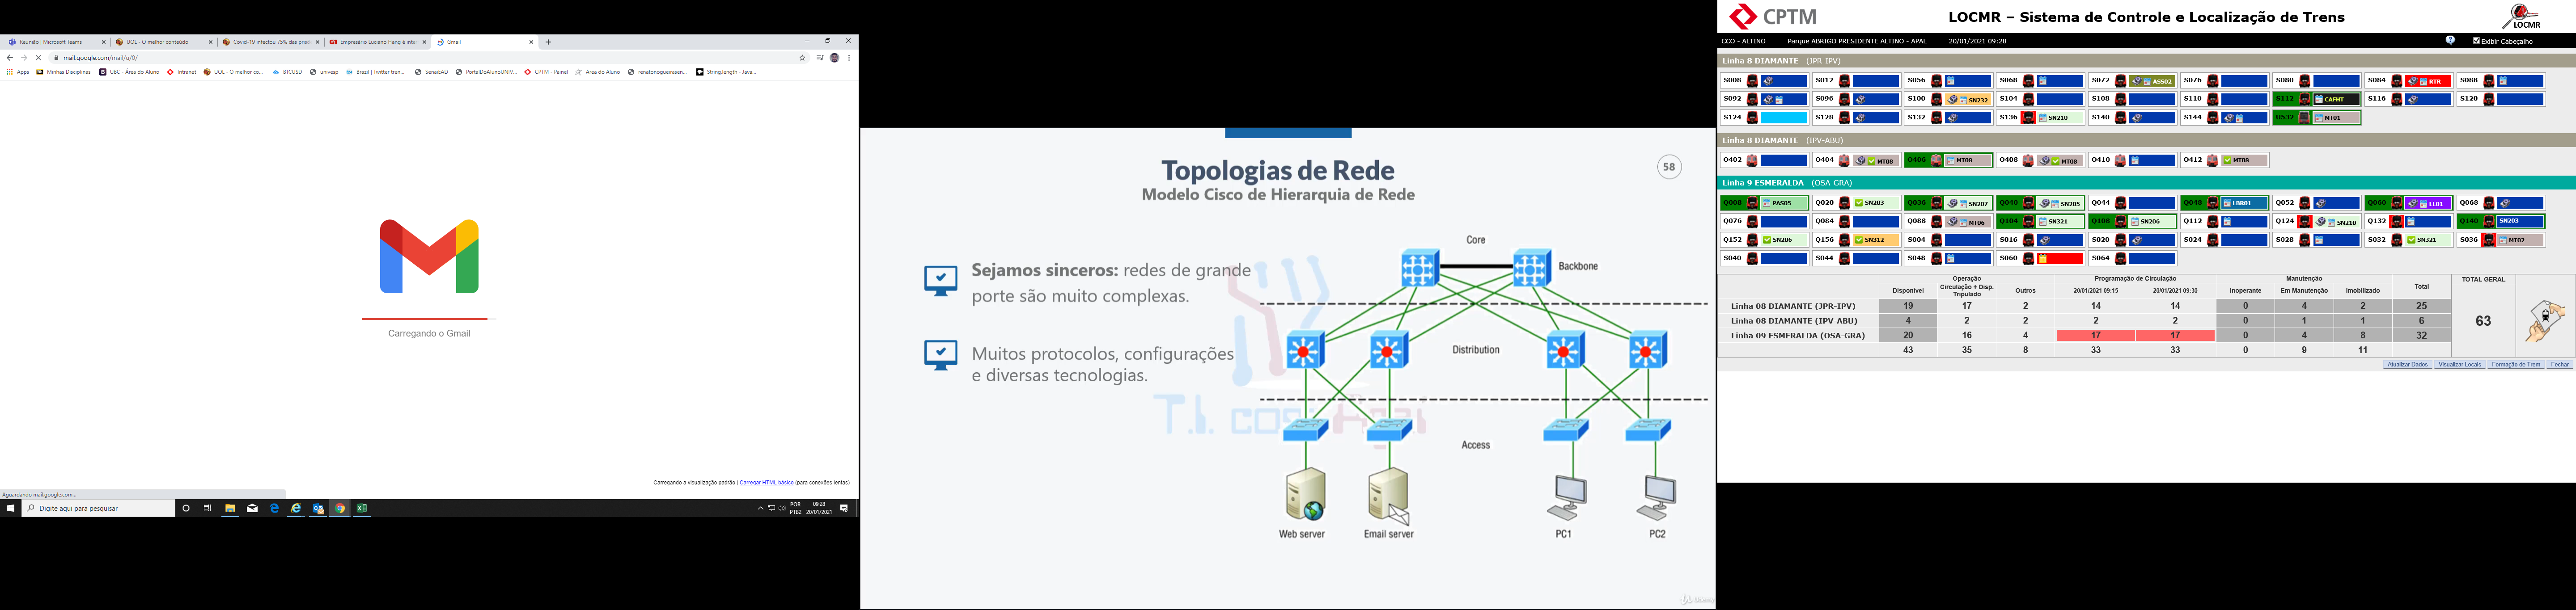 Reunião | Microsoft Teams
UOL - O melhor conteúdo
Covid-19 infectou 75% das prisõ
Empresário Luciano Hang é inte
Gmail
mail.google.com/mail/u/0/
Apps Minhas Disciplinas UBC - Área do Aluno Intranet UOL - O melhor co... BTCUSD univesp Brazil | Twitter tren... SenaiEAD PortalDoAlunoUNIV... CPTM - Painel Área do Aluno renatonogueirasen... String.length - Java...
Carregando o Gmail
Carregando a visualização padrão | Carregar HTML básico (para conexões lentas)
Aguardando mail.google.com...
Digite aqui para pesquisar
POR
PTB2
09:28
20/01/2021
Topologias de Rede
58
Modelo Cisco de Hierarquia de Rede
Sejamos sinceros: redes de grande
porte são muito complexas.
Muitos protocolos, configurações
e diversas tecnologias.
Core
Backbone
Distribution
Access
Web server
Email server
PC1
PC2
T.I. com
CPTM
LOCMR – Sistema de Controle e Localização de Trens
LOCMR
CCO - ALTINO Parque ABRIGO PRESIDENTE ALTINO - APAL 20/01/2021 09:28 Exibir Cabeçalho
Linha 8 DIAMANTE (JPR-IPV)
S008 S012 S056 S068 S072 ASS02 S076 S080 S084 RTR S088
S092 S096 S100 SN232 S104 S108 S110 S112 CAFHT S116 S120
S124 S128 S132 S136 SN210 S140 S144 U532 MT01
Linha 8 DIAMANTE (IPV-ABU)
O402 O404 MT08 O406 MT08 O408 MT08 O410 O412 MT08
Linha 9 ESMERALDA (OSA-GRA)
Q008 PAS05 Q020 SN203 Q036 SN207 Q040 SN205 Q044 Q048 LBR01 Q052 Q060 LL01 Q068
Q076 Q084 Q088 MT06 Q104 SN321 Q108 SN206 Q112 Q124 SN210 Q132 Q140 SN203
Q152 SN206 Q156 SN312 S004 S016 S020 S024 S028 S032 SN321 S036 MT02
S040 S044 S048 S060 S064
Operação Programação de Circulação Manutenção TOTAL GERAL
Disponível Circulação + Disp. Tripulado Outros 20/01/2021 09:15 20/01/2021 09:30 Inoperante Em Manutenção Imobilizado Total
Linha 08 DIAMANTE (JPR-IPV) 19 17 2 14 14 0 4 2 25
Linha 08 DIAMANTE (IPV-ABU) 4 2 2 2 2 0 1 1 6
Linha 09 ESMERALDA (OSA-GRA) 20 16 4 17 17 0 4 8 32
43 35 8 33 33 0 9 11
63
Atualizar Dados Visualizar Locais Formação de Trem Fechar